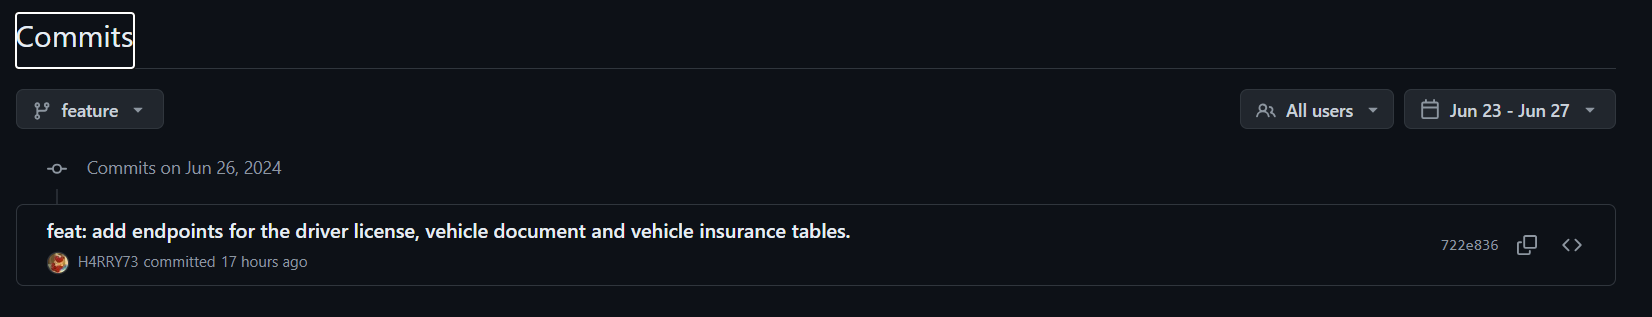 Commits
feature
All users
Jun 23 - Jun 27
Commits on Jun 26, 2024
feat: add endpoints for the driver license, vehicle document and vehicle insurance tables.
H4RRY73 committed 17 hours ago
722e836